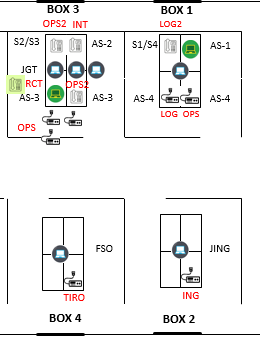 BOX 3
OPS2 INT
S2/S3
AS-2
JGT
RCT
OPS2
AS-3
AS-3
OPS
BOX 1
LOG2
S1/S4
AS-1
AS-4
AS-4
LOG OPS
FSO
TIRO
BOX 4
JING
ING
BOX 2